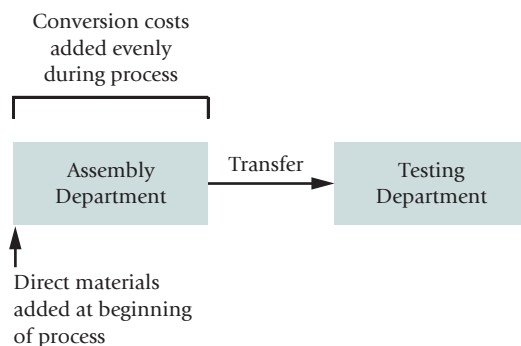 Conversion costs
added evenly
during process
Assembly
Department
Transfer
Testing
Department
Direct materials
added at beginning
of process